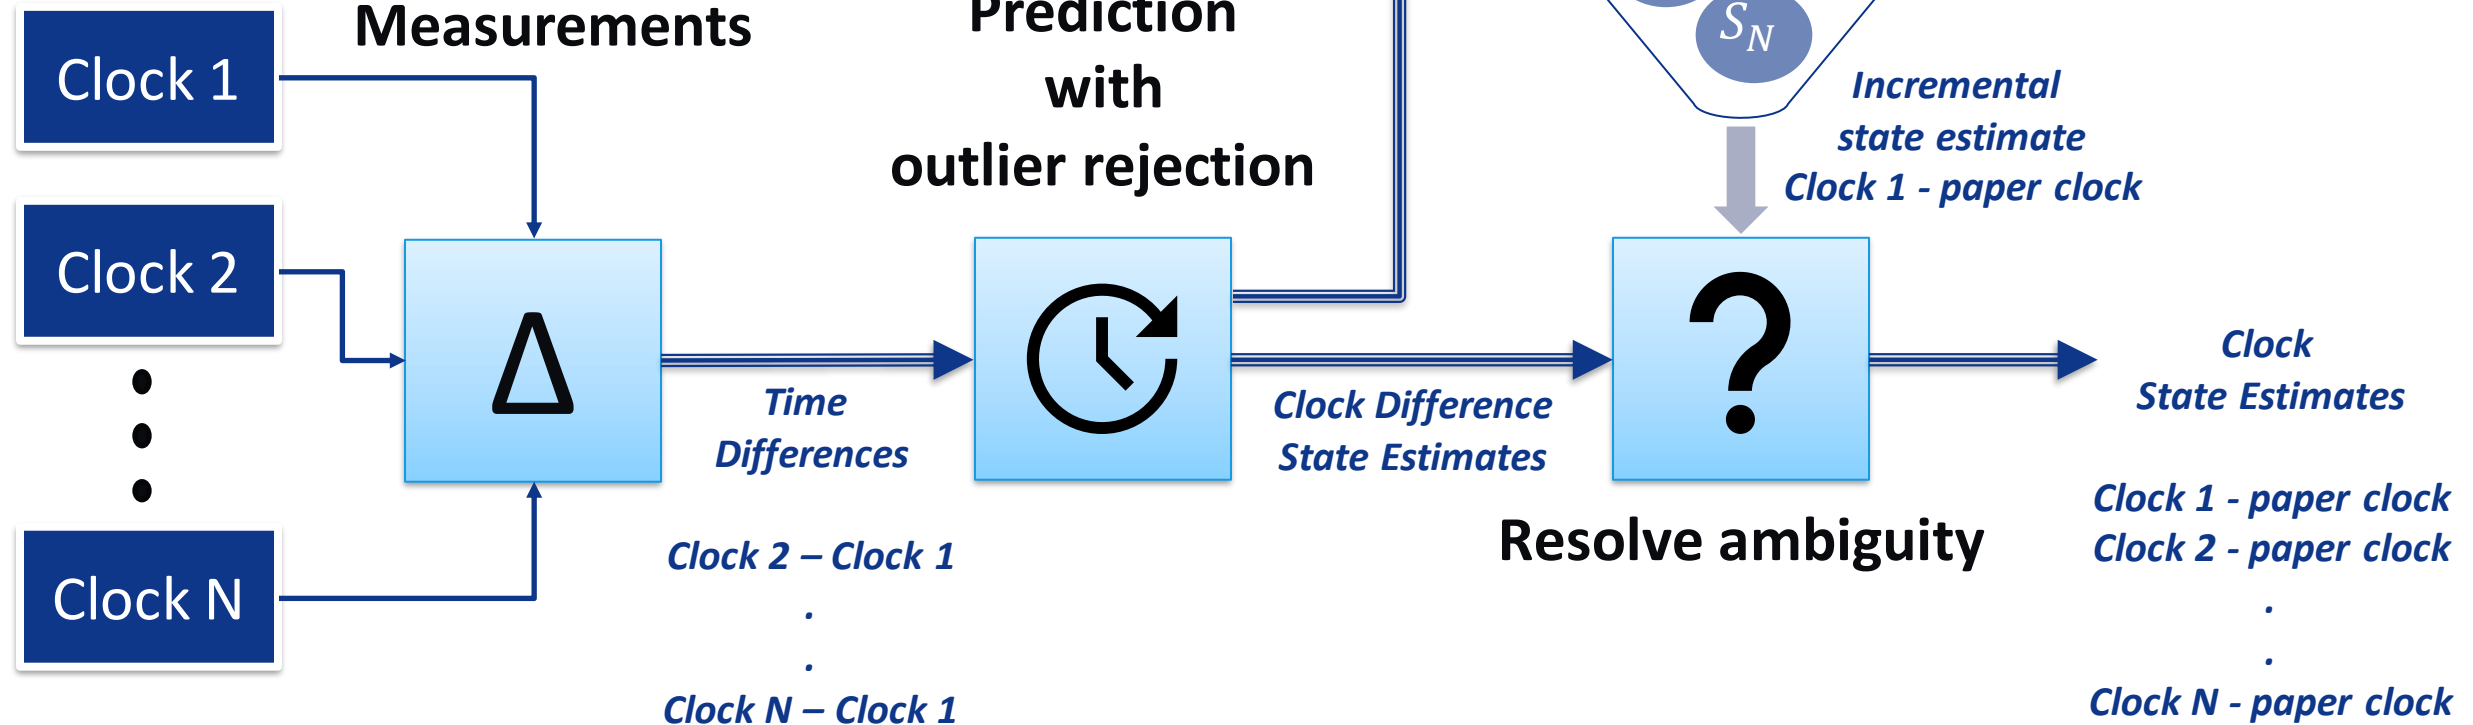 Clock 1
Clock 2
Clock N
Measurements
Δ
Time
Differences
Clock 2 – Clock 1
.
.
Clock N – Clock 1
Prediction
with
outlier rejection
Clock Difference
State Estimates
S_N
Incremental
state estimate
Clock 1 - paper clock
?
Resolve ambiguity
Clock
State Estimates
Clock 1 - paper clock
Clock 2 - paper clock
.
.
Clock N - paper clock